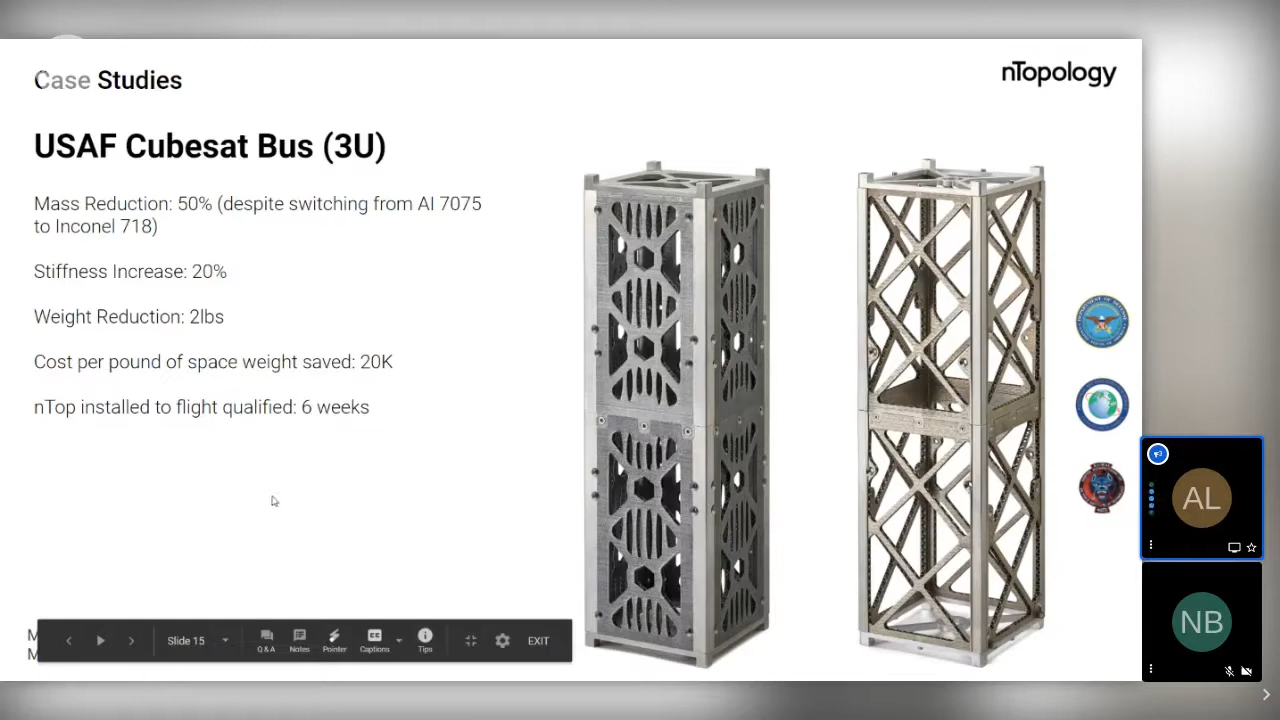 Case Studies
nTopology
USAF Cubesat Bus (3U)
Mass Reduction: 50% (despite switching from Al 7075
to Inconel 718)
Stiffness Increase: 20%
Weight Reduction: 2lbs
Cost per pound of space weight saved: 20K
nTop installed to flight qualified: 6 weeks
AL
NB
M
M
Slide 15
Q & A
Notes
Pointer
CC
Captions
Tips
EXIT